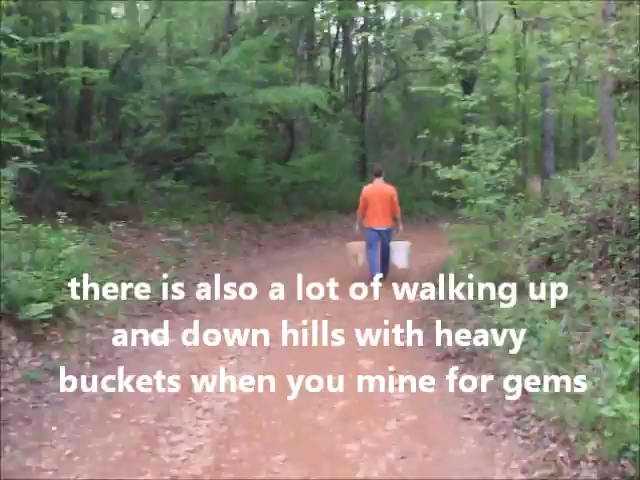 there is also a lot of walking up
and down hills with heavy
buckets when you mine for gems